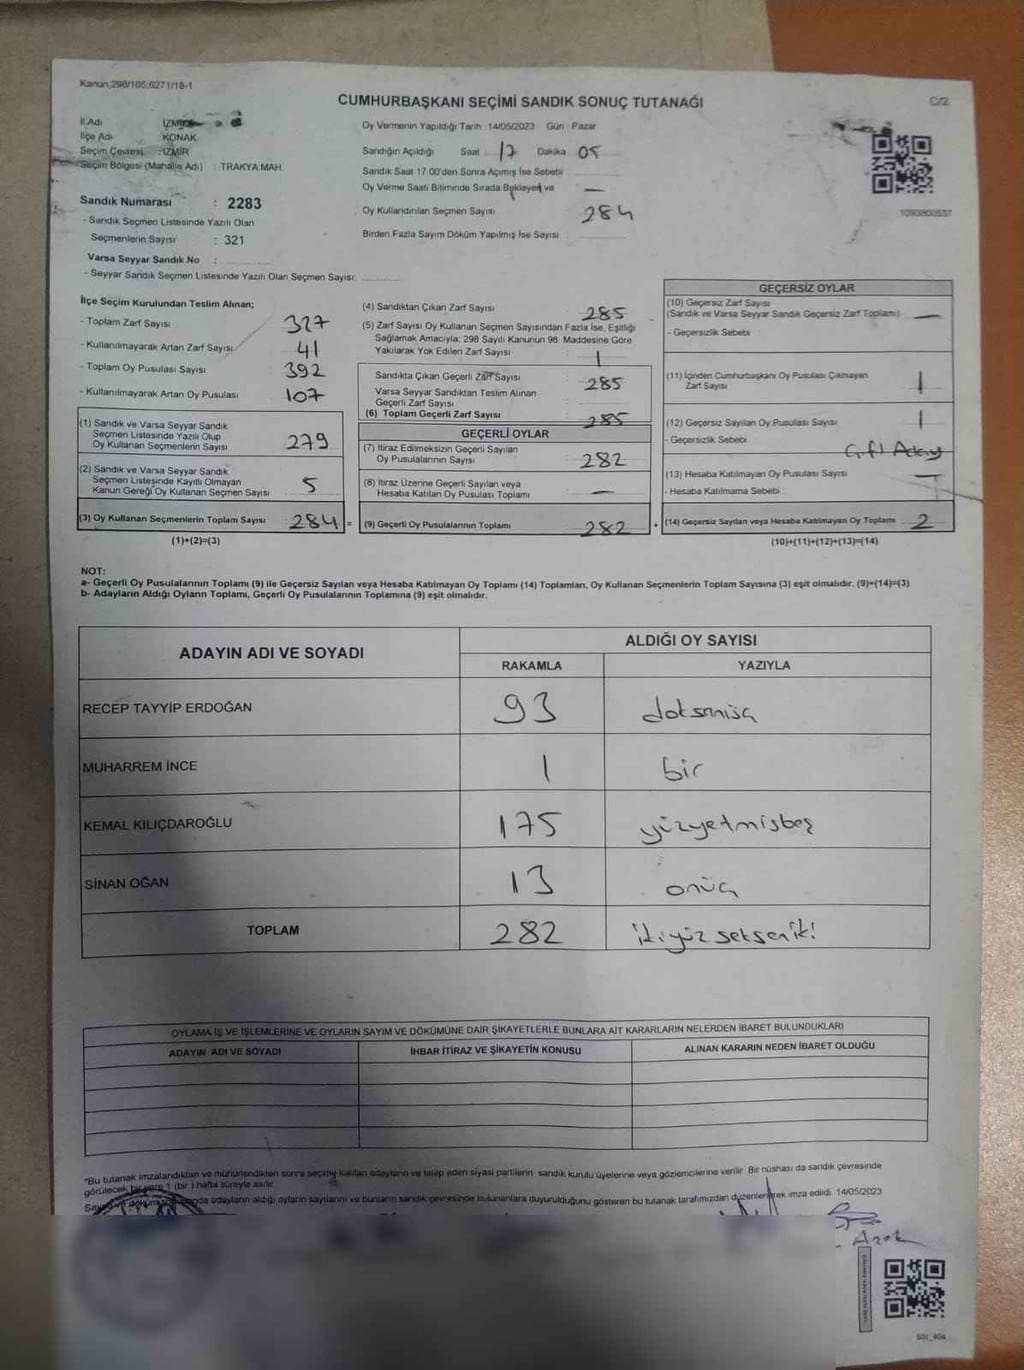 Kanun;298/105;6271/18-1
C/2
CUMHURBAŞKANI SEÇİMİ SANDIK SONUÇ TUTANAĞI
İl Adı : İZMİR
İlçe Adı : KONAK
Seçim Çevresi : İZMİR
Seçim Bölgesi (Mahalle Adı) : TRAKYA MAH.
Sandık Numarası : 2283
- Sandık Seçmen Listesinde Yazılı Olan
Seçmenlerin Sayısı : 321
Varsa Seyyar Sandık No :
- Seyyar Sandık Seçmen Listesinde Yazılı Olan Seçmen Sayısı:
Oy Vermenin Yapıldığı Tarih :14/05/2023 Gün : Pazar
Sandığın Açıldığı Saat 17 Dakika 05
Sandık Saat 17:00'den Sonra Açılmış İse Sebebi
Oy Verme Saati Bitiminde Sırada Bekleyen ve —
Oy Kullandırılan Seçmen Sayısı 284
Birden Fazla Sayım Döküm Yapılmış İse Sayısı :
1093800537
İlçe Seçim Kurulundan Teslim Alınan;
- Toplam Zarf Sayısı 327
- Kullanılmayarak Artan Zarf Sayısı 41
- Toplam Oy Pusulası Sayısı 392
- Kullanılmayarak Artan Oy Pusulası 107
(1) Sandık ve Varsa Seyyar Sandık
Seçmen Listesinde Yazılı Olup
Oy Kullanan Seçmenlerin Sayısı 279
(2) Sandık ve Varsa Seyyar Sandık
Seçmen Listesinde Kayıtlı Olmayan
Kanun Gereği Oy Kullanan Seçmen Sayısı 5
(3) Oy Kullanan Seçmenlerin Toplam Sayısı 284 =
(1)+(2)=(3)
(4) Sandıktan Çıkan Zarf Sayısı 285
(5) Zarf Sayısı Oy Kullanan Seçmen Sayısından Fazla İse, Eşitliği
Sağlamak Amacıyla; 298 Sayılı Kanunun 98. Maddesine Göre
Yakılarak Yok Edilen Zarf Sayısı : 1
Sandıkta Çıkan Geçerli Zarf Sayısı 285
Varsa Seyyar Sandıktan Teslim Alınan
Geçerli Zarf Sayısı
(6) Toplam Geçerli Zarf Sayısı 285
GEÇERLİ OYLAR
(7) İtiraz Edilmeksizin Geçerli Sayılan
Oy Pusulalarının Sayısı 282
(8) İtiraz Üzerine Geçerli Sayılan veya
Hesaba Katılan Oy Pusulası Toplamı —
(9) Geçerli Oy Pusulalarının Toplamı 282 +
GEÇERSİZ OYLAR
(10) Geçersiz Zarf Sayısı
(Sandık ve Varsa Seyyar Sandık Geçersiz Zarf Toplamı) —
- Geçersizlik Sebebi
(11) İçinden Cumhurbaşkanı Oy Pusulası Çıkmayan
Zarf Sayısı 1
(12) Geçersiz Sayılan Oy Pusulası Sayısı 1
- Geçersizlik Sebebi
(13) Hesaba Katılmayan Oy Pusulası Sayısı —
- Hesaba Katılmama Sebebi
(14) Geçersiz Sayılan veya Hesaba Katılmayan Oy Toplamı 2
(10)+(11)+(12)+(13)=(14)
NOT:
a- Geçerli Oy Pusulalarının Toplamı (9) ile Geçersiz Sayılan veya Hesaba Katılmayan Oy Toplamı (14) Toplamları, Oy Kullanan Seçmenlerin Toplam Sayısına (3) eşit olmalıdır. (9)+(14)=(3)
b- Adayların Aldığı Oyların Toplamı, Geçerli Oy Pusulalarının Toplamına (9) eşit olmalıdır.
ADAYIN ADI VE SOYADI
ALDIĞI OY SAYISI
RAKAMLA YAZIYLA
RECEP TAYYİP ERDOĞAN 93 doksanüç
MUHARREM İNCE 1 bir
KEMAL KILIÇDAROĞLU 175 yüzyetmişbeş
SİNAN OĞAN 13 onüç
TOPLAM 282 ikiyüzsekseniki
OYLAMA İŞ VE İŞLEMLERİNE VE OYLARIN SAYIM VE DÖKÜMÜNE DAİR ŞİKAYETLERLE BUNLARA AİT KARARLARIN NELERDEN İBARET BULUNDUKLARI
ADAYIN ADI VE SOYADI İHBAR İTİRAZ VE ŞİKAYETİN KONUSU ALINAN KARARIN NEDEN İBARET OLDUĞU
*Bu tutanak imzalandıktan ve mühürlendikten sonra seçime katılan adayların ve talep eden siyasi partilerin sandık kurulu üyelerine veya gözlemcilerine verilir. Bir nüshası da sandık çevresinde
görülecek bir yere 1 (bir) hafta süreyle asılır.
adayların aldığı oyların sayılarını ve bunların sandık çevresinde bulunanlara duyurulduğunu gösteren bu tutanak tarafımızdan düzenlenerek imza edildi. 14/05/2023